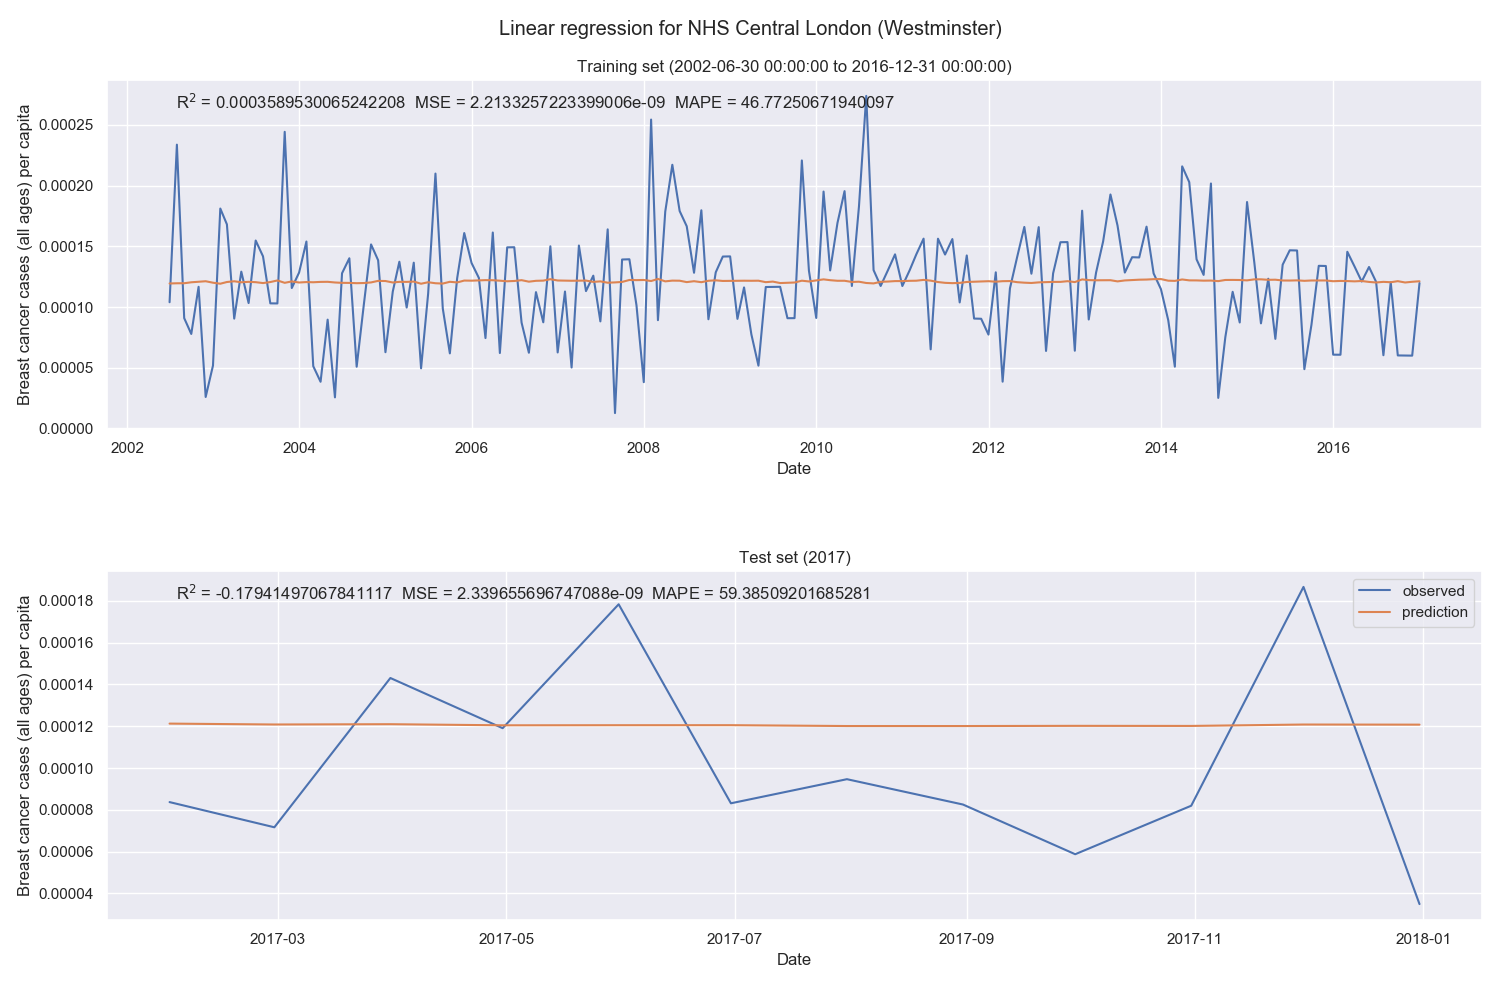 Linear regression for NHS Central London (Westminster)
Training set (2002-06-30 00:00:00 to 2016-12-31 00:00:00)
R² = 0.0003589530065242208 MSE = 2.2133257223399006e-09 MAPE = 46.77250671940097
Breast cancer cases (all ages) per capita
0.00025
0.00020
0.00015
0.00010
0.00005
0.00000
2002 2004 2006 2008 2010 2012 2014 2016
Date
Test set (2017)
R² = -0.17941497067841117 MSE = 2.339655696747088e-09 MAPE = 59.38509201685281
observed
prediction
Breast cancer cases (all ages) per capita
0.00018
0.00016
0.00014
0.00012
0.00010
0.00008
0.00006
0.00004
2017-03 2017-05 2017-07 2017-09 2017-11 2018-01
Date